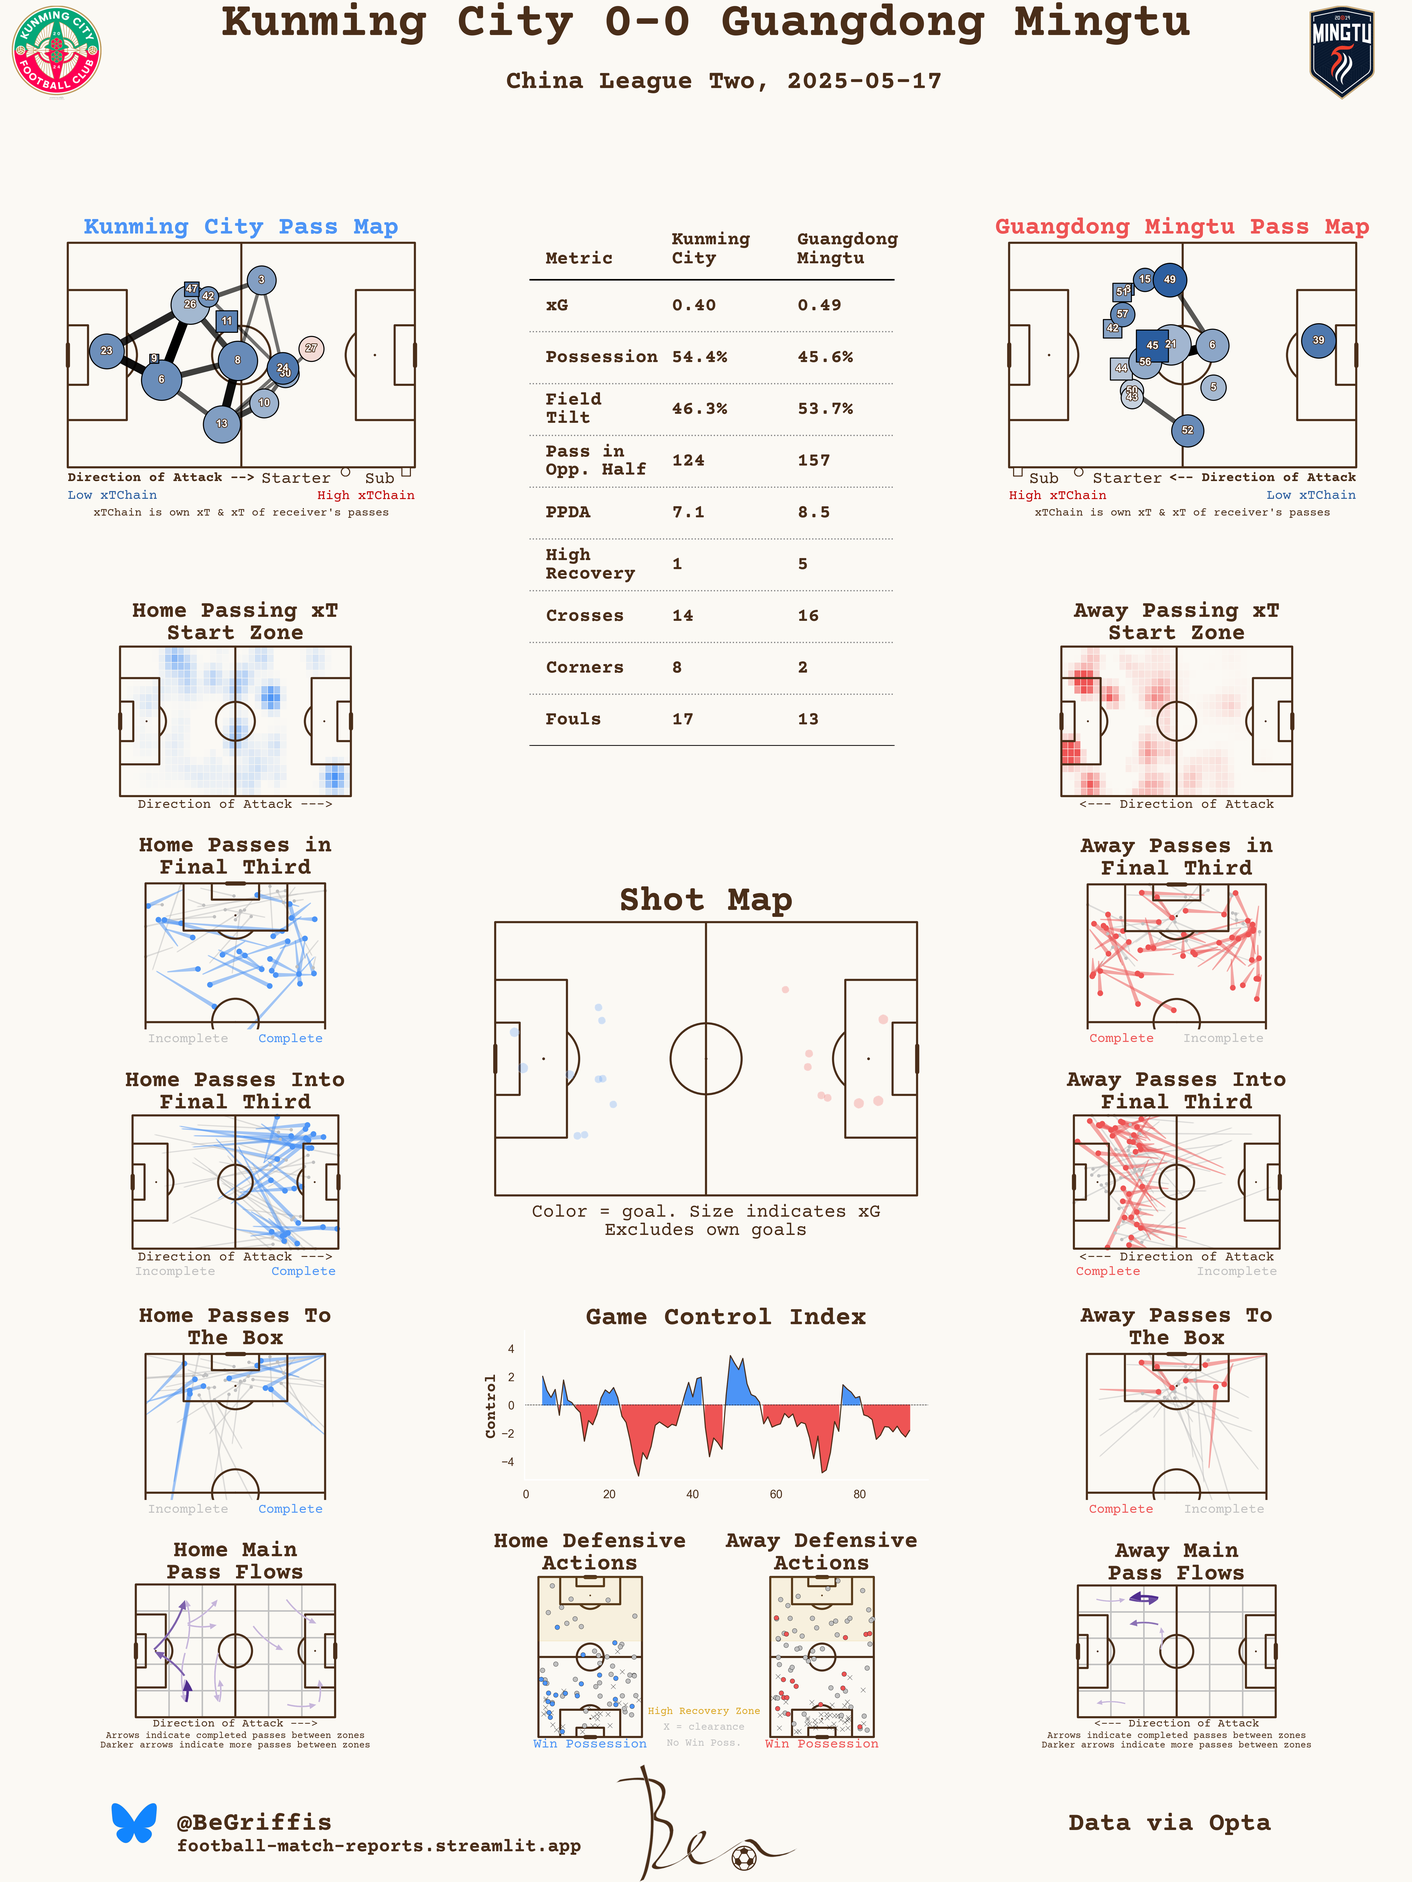 Kunming City 0-0 Guangdong Mingtu
China League Two, 2025-05-17
KUNMING CITY
FOOTBALL CLUB
MINGTU
Kunming City Pass Map
47
42
26
3
11
23
9
8
27
24
30
6
10
13
Direction of Attack --> Starter Sub
Low xTChain High xTChain
xTChain is own xT & xT of receiver's passes
Metric Kunming City Guangdong Mingtu
xG 0.40 0.49
Possession 54.4% 45.6%
Field Tilt 46.3% 53.7%
Pass in Opp. Half 124 157
PPDA 7.1 8.5
High Recovery 1 5
Crosses 14 16
Corners 8 2
Fouls 17 13
Guangdong Mingtu Pass Map
15
49
51
57
42
45
21
6
39
56
44
5
50
43
52
Sub Starter <-- Direction of Attack
High xTChain Low xTChain
xTChain is own xT & xT of receiver's passes
Home Passing xT
Start Zone
Direction of Attack --->
Away Passing xT
Start Zone
<--- Direction of Attack
Home Passes in
Final Third
Incomplete Complete
Away Passes in
Final Third
Complete Incomplete
Shot Map
Color = goal. Size indicates xG
Excludes own goals
Home Passes Into
Final Third
Direction of Attack --->
Incomplete Complete
Away Passes Into
Final Third
<--- Direction of Attack
Complete Incomplete
Home Passes To
The Box
Incomplete Complete
Game Control Index
Control
4
2
0
−2
−4
0 20 40 60 80
Away Passes To
The Box
Complete Incomplete
Home Main
Pass Flows
Direction of Attack --->
Arrows indicate completed passes between zones
Darker arrows indicate more passes between zones
Home Defensive
Actions
Win Possession
Away Defensive
Actions
Win Possession
High Recovery Zone
X = clearance
No Win Poss.
Away Main
Pass Flows
<--- Direction of Attack
Arrows indicate completed passes between zones
Darker arrows indicate more passes between zones
@BeGriffis
football-match-reports.streamlit.app
Ben
Data via Opta